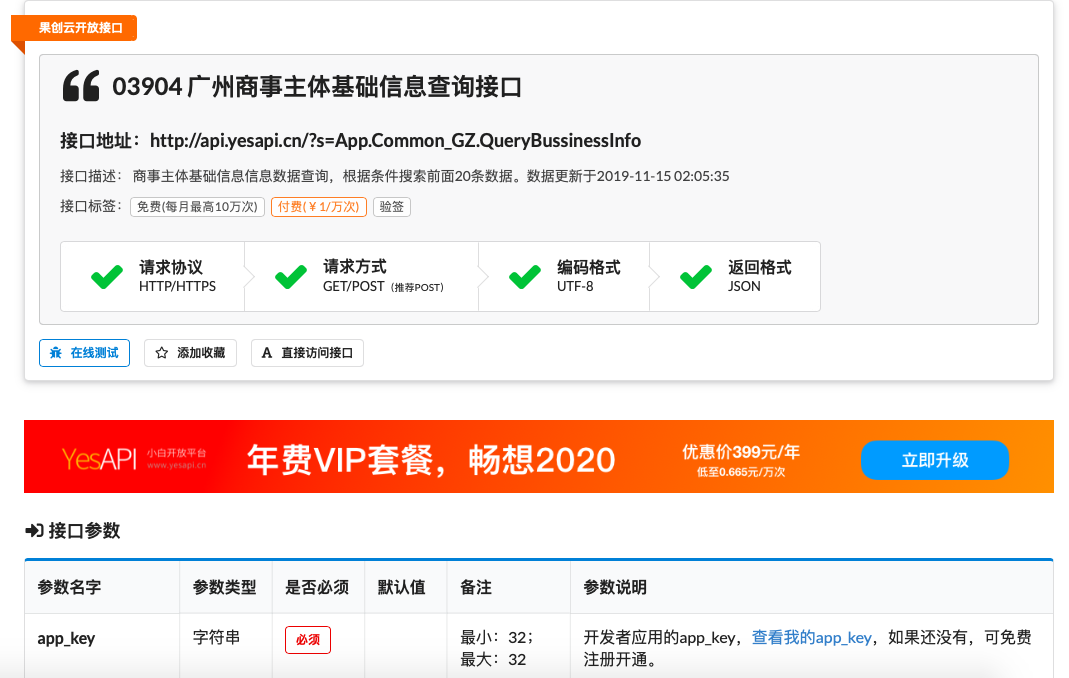 果创云开放接口
03904 广州商事主体基础信息查询接口
接口地址：http://api.yesapi.cn/?s=App.Common_GZ.QueryBussinessInfo
接口描述： 商事主体基础信息信息数据查询，根据条件搜索前面20条数据。数据更新于2019-11-15 02:05:35
接口标签： 免费(每月最高10万次) 付费(￥1/万次) 验签
请求协议 请求方式 编码格式 返回格式
HTTP/HTTPS GET/POST（推荐POST） UTF-8 JSON
在线测试 添加收藏 直接访问接口
YesAPI 小白开放平台 www.yesapi.cn 年费VIP套餐，畅想2020 优惠价399元/年 立即升级
低至0.665元/万次
接口参数
参数名字 参数类型 是否必须 默认值 备注 参数说明
app_key 字符串 必须 最小：32； 开发者应用的app_key，查看我的app_key，如果还没有，可免费
最大：32 注册开通。